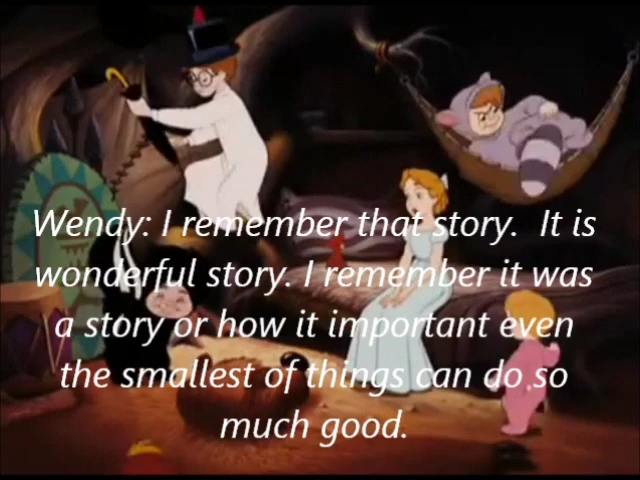 Wendy: I remember that story.  It is
wonderful story. I remember it was
a story or how it important even
the smallest of things can do so
much good.